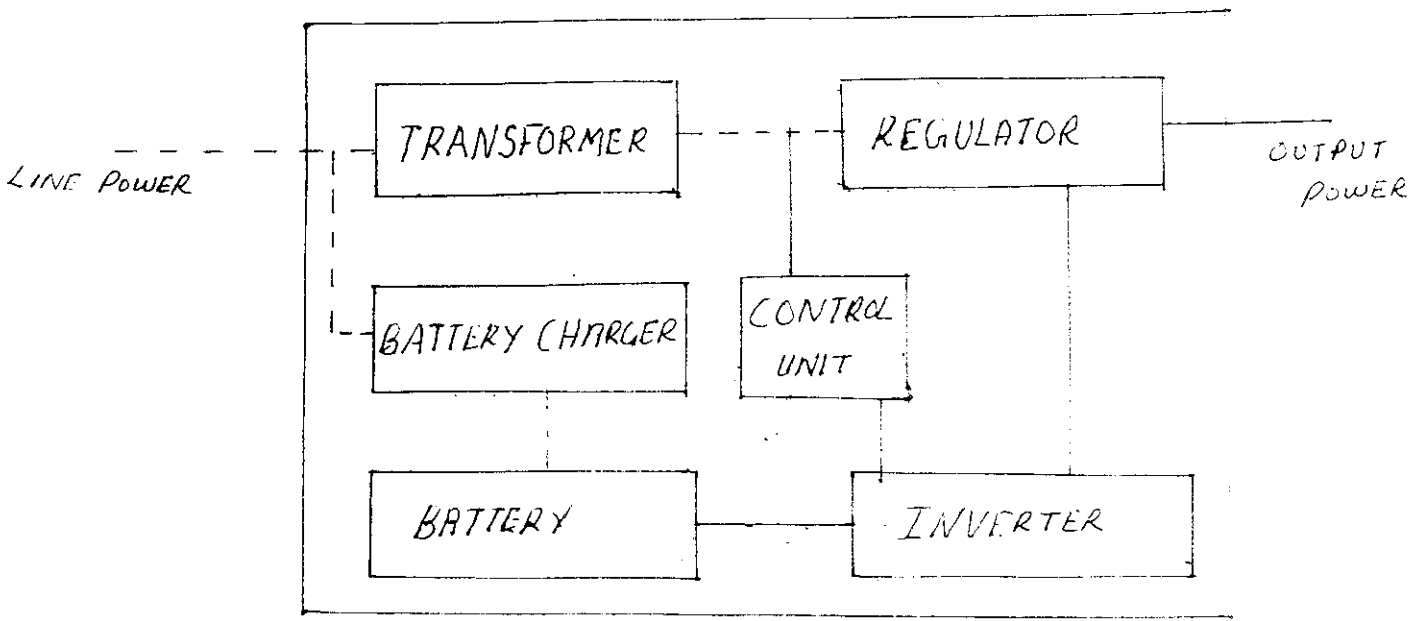 LINE POWER
TRANSFORMER
REGULATOR
OUTPUT
POWER
BATTERY CHARGER
CONTROL
UNIT
BATTERY
INVERTER